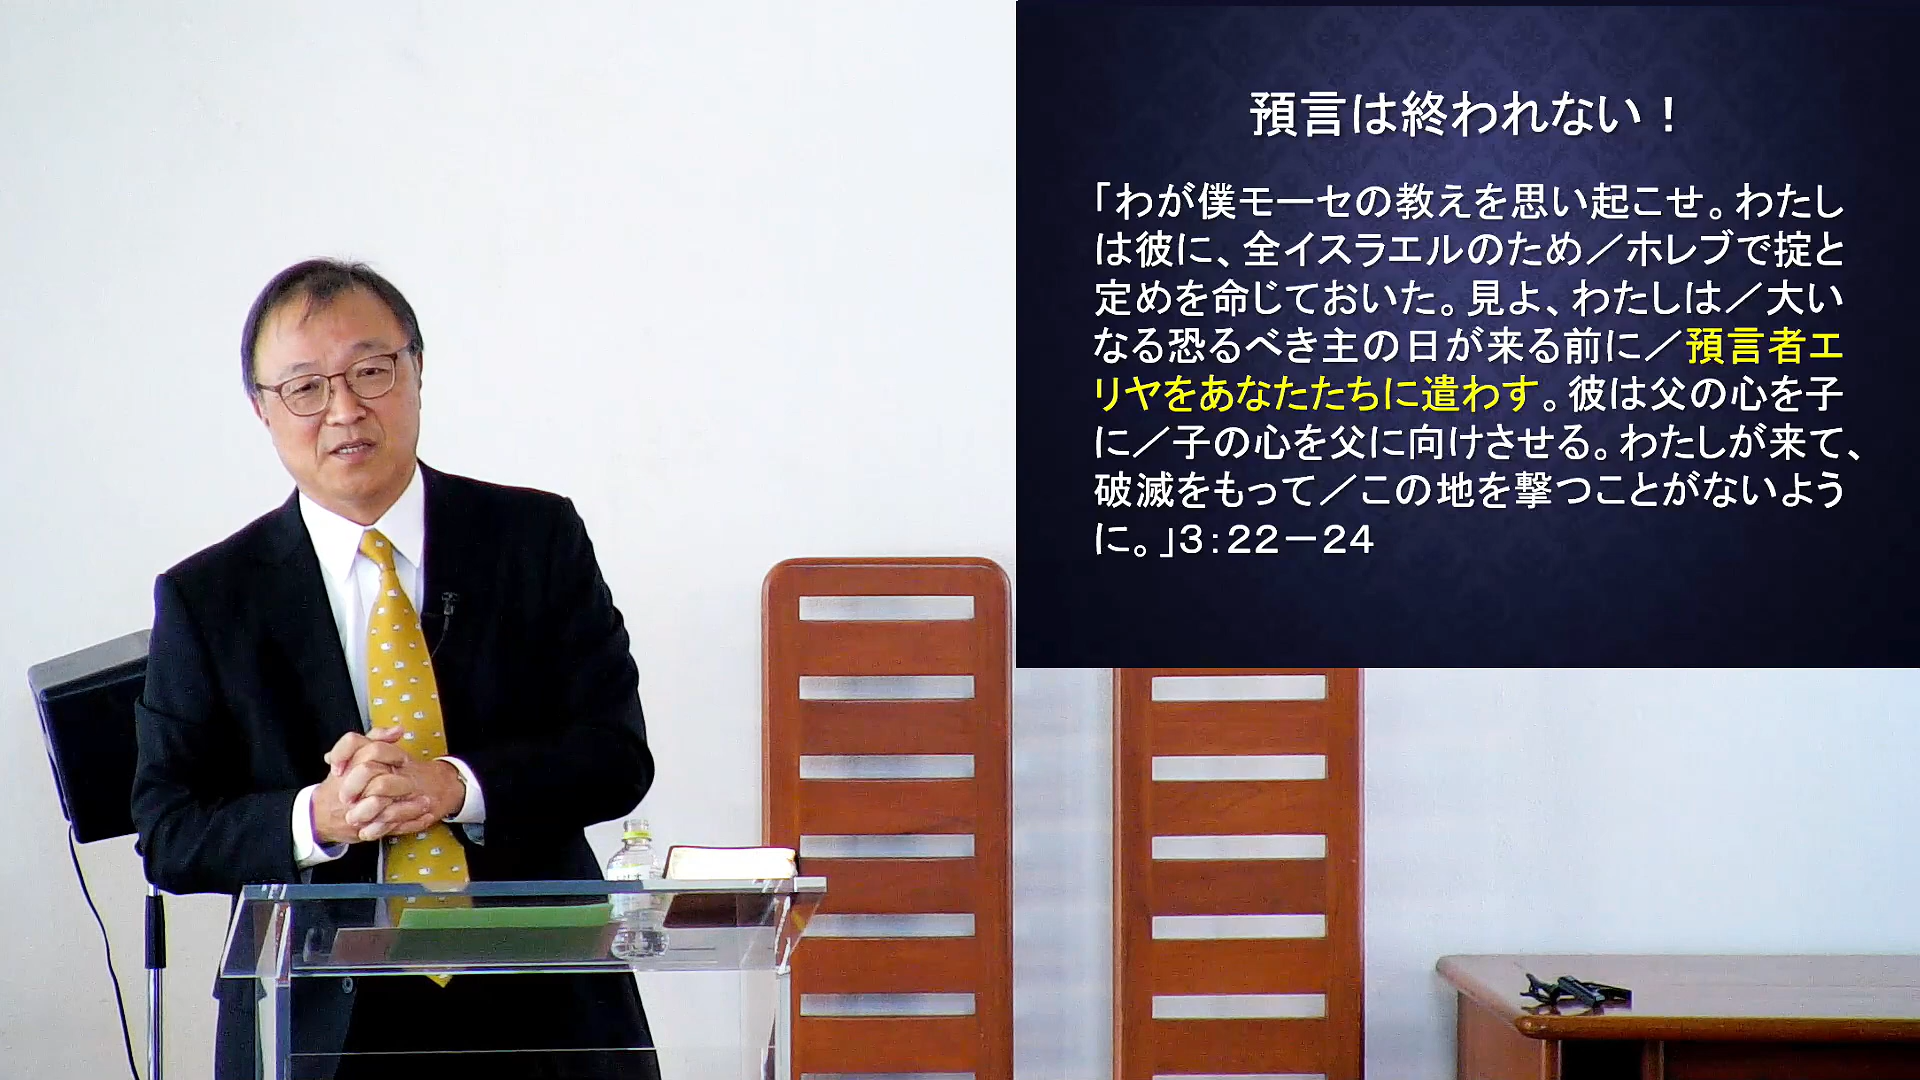 預言は終われない！
「わが僕モーセの教えを思い起こせ。わたし
は彼に、全イスラエルのため／ホレブで掟と
定めを命じておいた。見よ、わたしは／大い
なる恐るべき主の日が来る前に／預言者エ
リヤをあなたたちに遣わす。彼は父の心を子
に／子の心を父に向けさせる。わたしが来て、
破滅をもって／この地を撃つことがないよう
に。」３：２２－２４